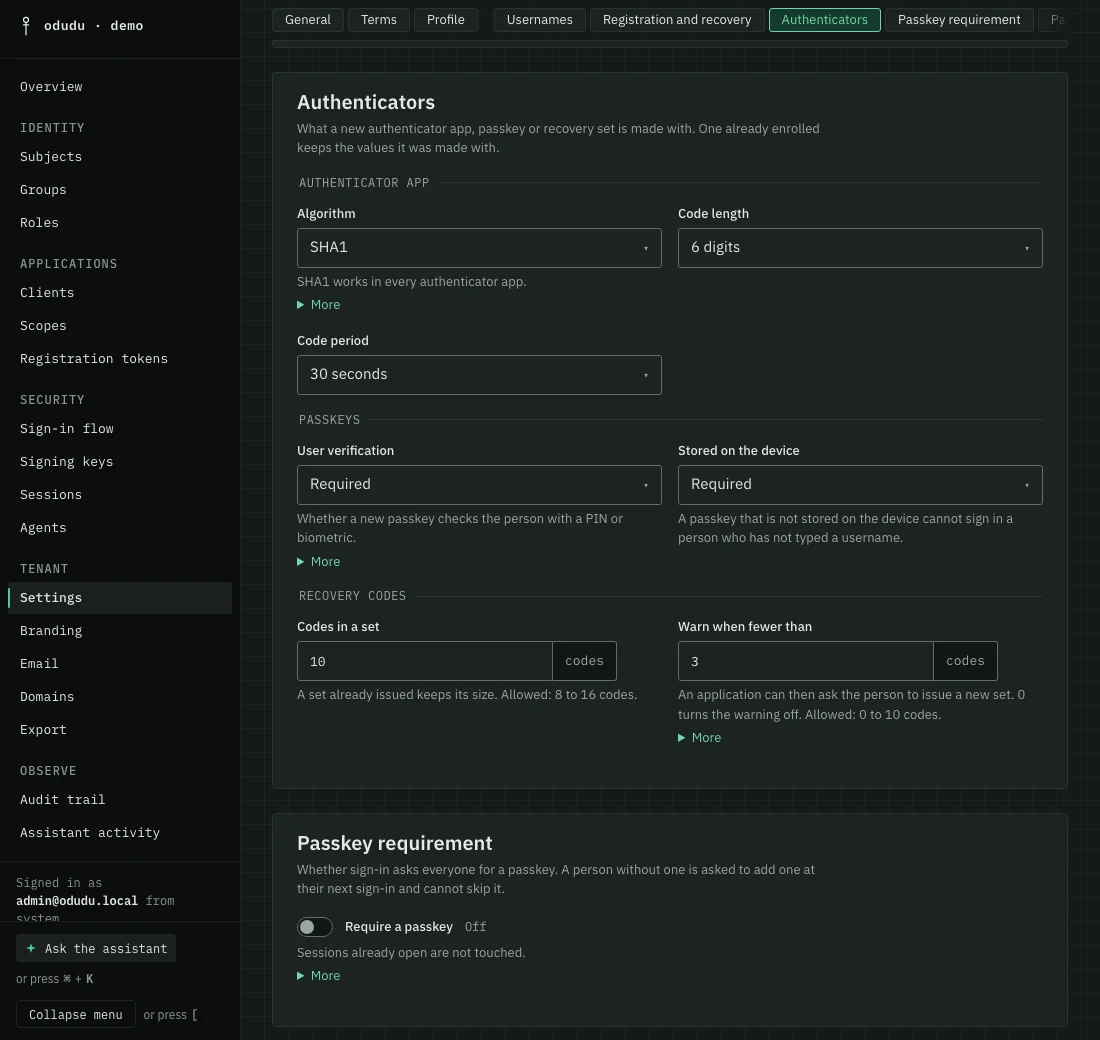 odudu · demo
General
Terms
Profile
Usernames
Registration and recovery
Authenticators
Passkey requirement
Pa
Overview
IDENTITY
Subjects
Groups
Roles
APPLICATIONS
Clients
Scopes
Registration tokens
SECURITY
Sign-in flow
Signing keys
Sessions
Agents
TENANT
Settings
Branding
Email
Domains
Export
OBSERVE
Audit trail
Assistant activity
Signed in as
admin@odudu.local from
system
Ask the assistant
or press ⌘ + K
Collapse menu or press [
Authenticators
What a new authenticator app, passkey or recovery set is made with. One already enrolled
keeps the values it was made with.
AUTHENTICATOR APP
Algorithm
SHA1
SHA1 works in every authenticator app.
More
Code length
6 digits
Code period
30 seconds
PASSKEYS
User verification
Required
Whether a new passkey checks the person with a PIN or
biometric.
More
Stored on the device
Required
A passkey that is not stored on the device cannot sign in a
person who has not typed a username.
RECOVERY CODES
Codes in a set
10 codes
A set already issued keeps its size. Allowed: 8 to 16 codes.
Warn when fewer than
3 codes
An application can then ask the person to issue a new set. 0
turns the warning off. Allowed: 0 to 10 codes.
More
Passkey requirement
Whether sign-in asks everyone for a passkey. A person without one is asked to add one at
their next sign-in and cannot skip it.
Require a passkey Off
Sessions already open are not touched.
More